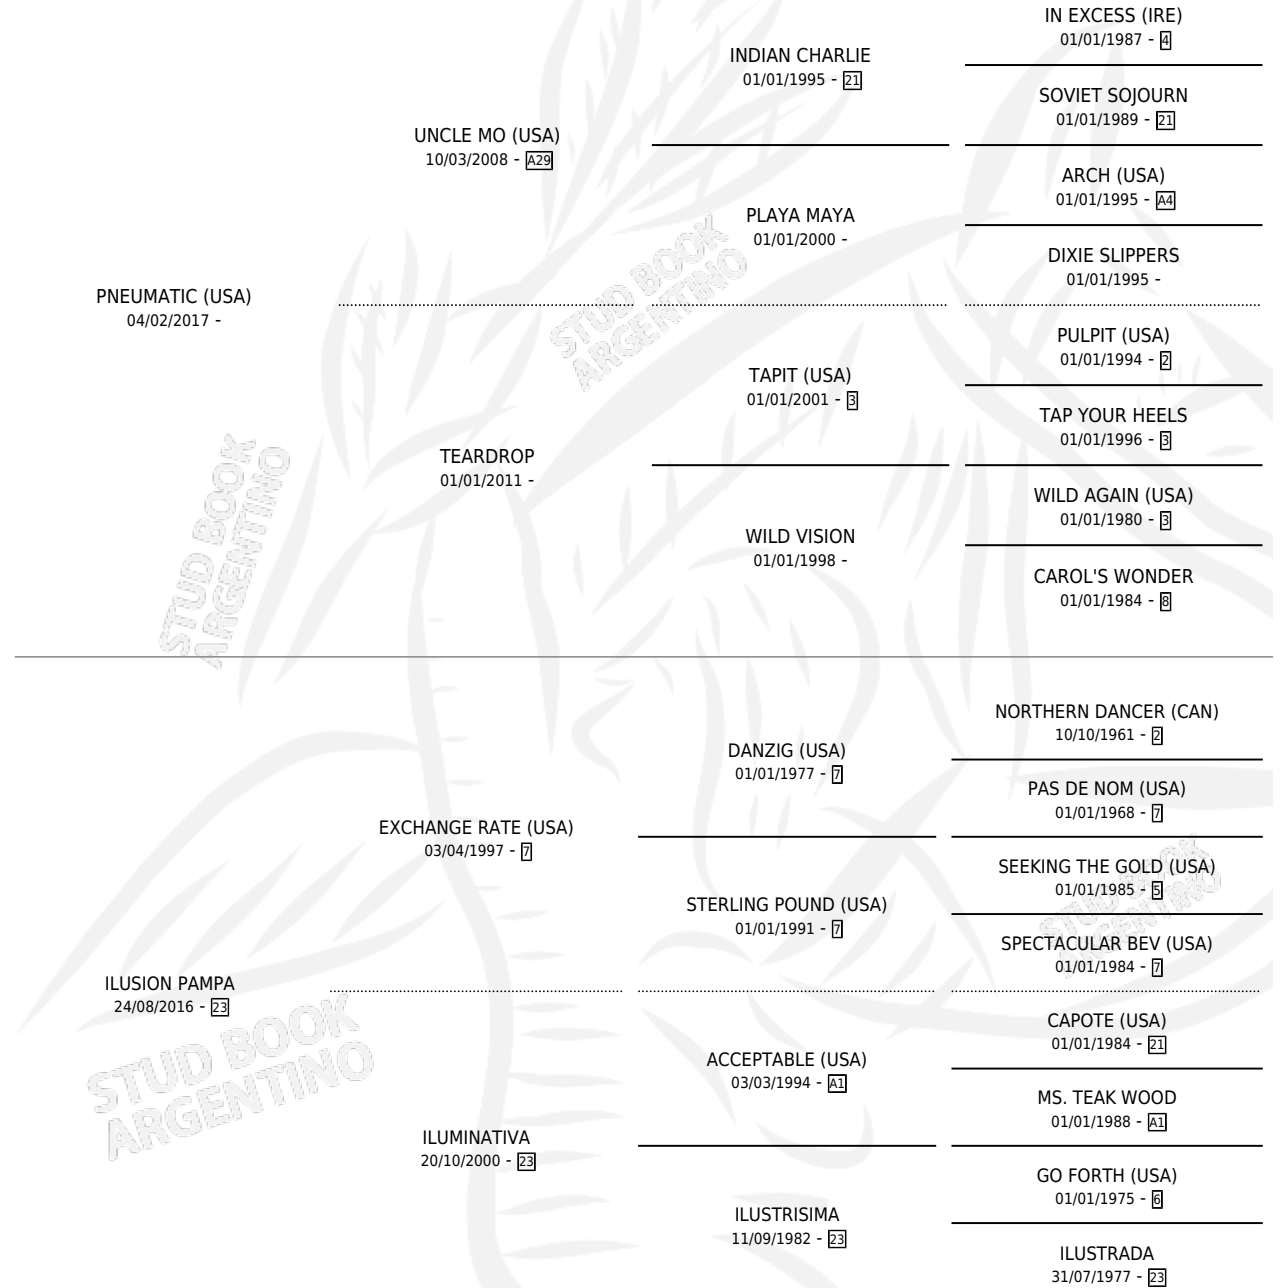 IN EXCESS (IRE)
01/01/1987 - 4
INDIAN CHARLIE
01/01/1995 - 21
SOVIET SOJOURN
01/01/1989 - 21
UNCLE MO (USA)
10/03/2008 - A29
ARCH (USA)
01/01/1995 - A4
PLAYA MAYA
01/01/2000 -
DIXIE SLIPPERS
01/01/1995 -
STUD BOOK
ARGENTINO
PNEUMATIC (USA)
04/02/2017 -
PULPIT (USA)
01/01/1994 - 2
TAPIT (USA)
01/01/2001 - 3
TAP YOUR HEELS
01/01/1996 - 3
TEARDROP
01/01/2011 -
WILD AGAIN (USA)
01/01/1980 - 3
WILD VISION
01/01/1998 -
CAROL'S WONDER
01/01/1984 - 8
STUD BOOK
ARGENTINO
NORTHERN DANCER (CAN)
10/10/1961 - 2
DANZIG (USA)
01/01/1977 - 7
PAS DE NOM (USA)
01/01/1968 - 7
EXCHANGE RATE (USA)
03/04/1997 - 7
SEEKING THE GOLD (USA)
01/01/1985 - 5
STERLING POUND (USA)
01/01/1991 - 7
SPECTACULAR BEV (USA)
01/01/1984 - 7
STUD BOOK
ARGENTINO
ILUSION PAMPA
24/08/2016 - 23
CAPOTE (USA)
01/01/1984 - 21
ACCEPTABLE (USA)
03/03/1994 - A1
MS. TEAK WOOD
01/01/1988 - A1
STUD BOOK
ARGENTINO
ILUMINATIVA
20/10/2000 - 23
GO FORTH (USA)
01/01/1975 - 6
ILUSTRISIMA
11/09/1982 - 23
ILUSTRADA
31/07/1977 - 23